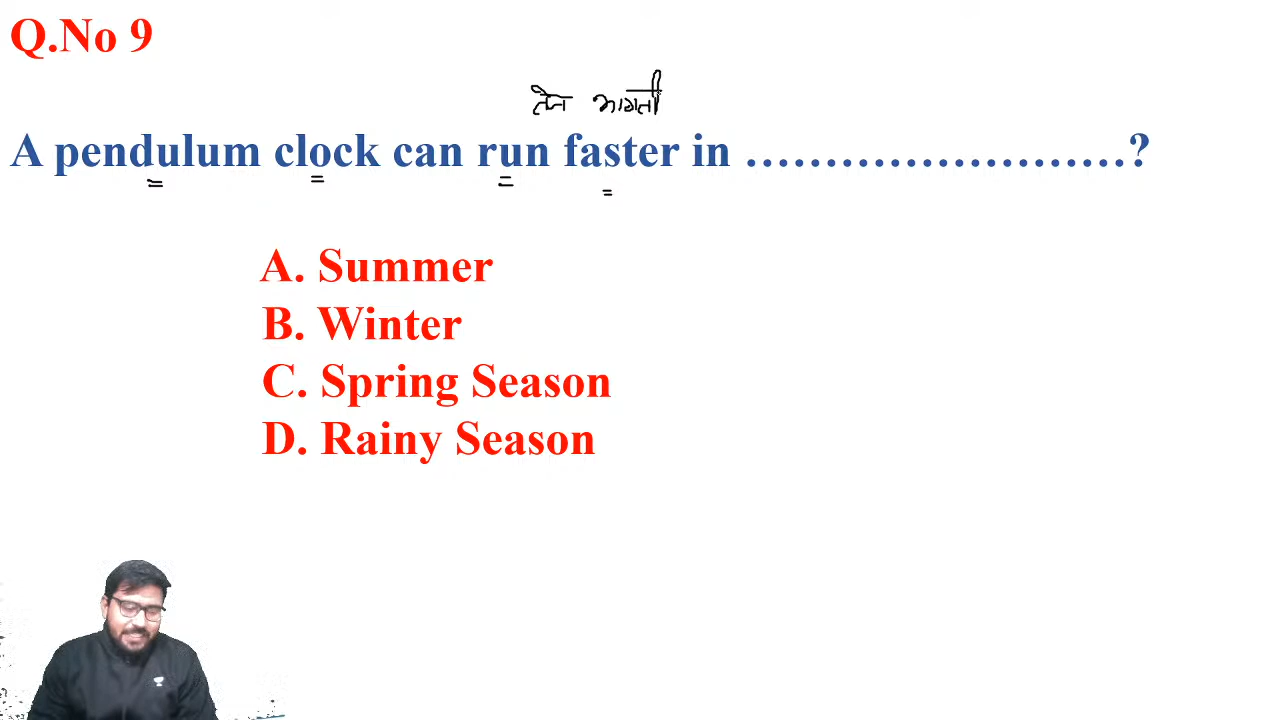 Q.No 9
तेज भागती
A pendulum clock can run faster in ……………………?
A. Summer
B. Winter
C. Spring Season
D. Rainy Season